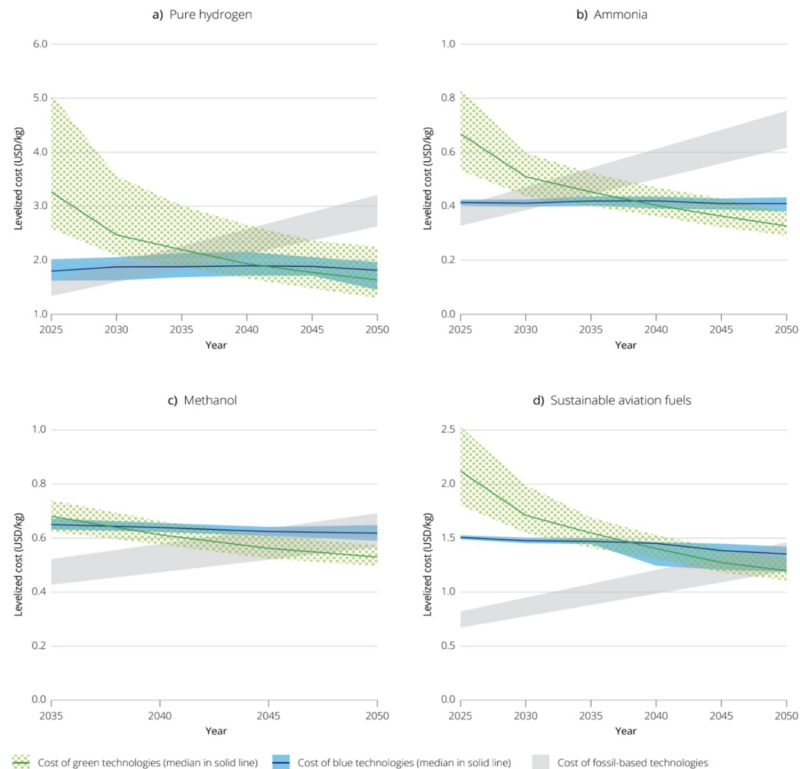 a) Pure hydrogen
6.0
5.0
4.0
3.0
2.0
1.0
Levelized cost (USD/kg)
2025 2030 2035 2040 2045 2050
Year
b) Ammonia
1.0
0.8
0.6
0.4
0.2
0.0
Levelized cost (USD/kg)
2025 2030 2035 2040 2045 2050
Year
c) Methanol
1.0
0.8
0.6
0.4
0.2
0.0
Levelized cost (USD/kg)
2035 2040 2045 2050
Year
d) Sustainable aviation fuels
2.5
2.0
1.5
1.0
0.5
0.0
Levelized cost (USD/kg)
2025 2030 2035 2040 2045 2050
Year
Cost of green technologies (median in solid line) Cost of blue technologies (median in solid line) Cost of fossil-based technologies